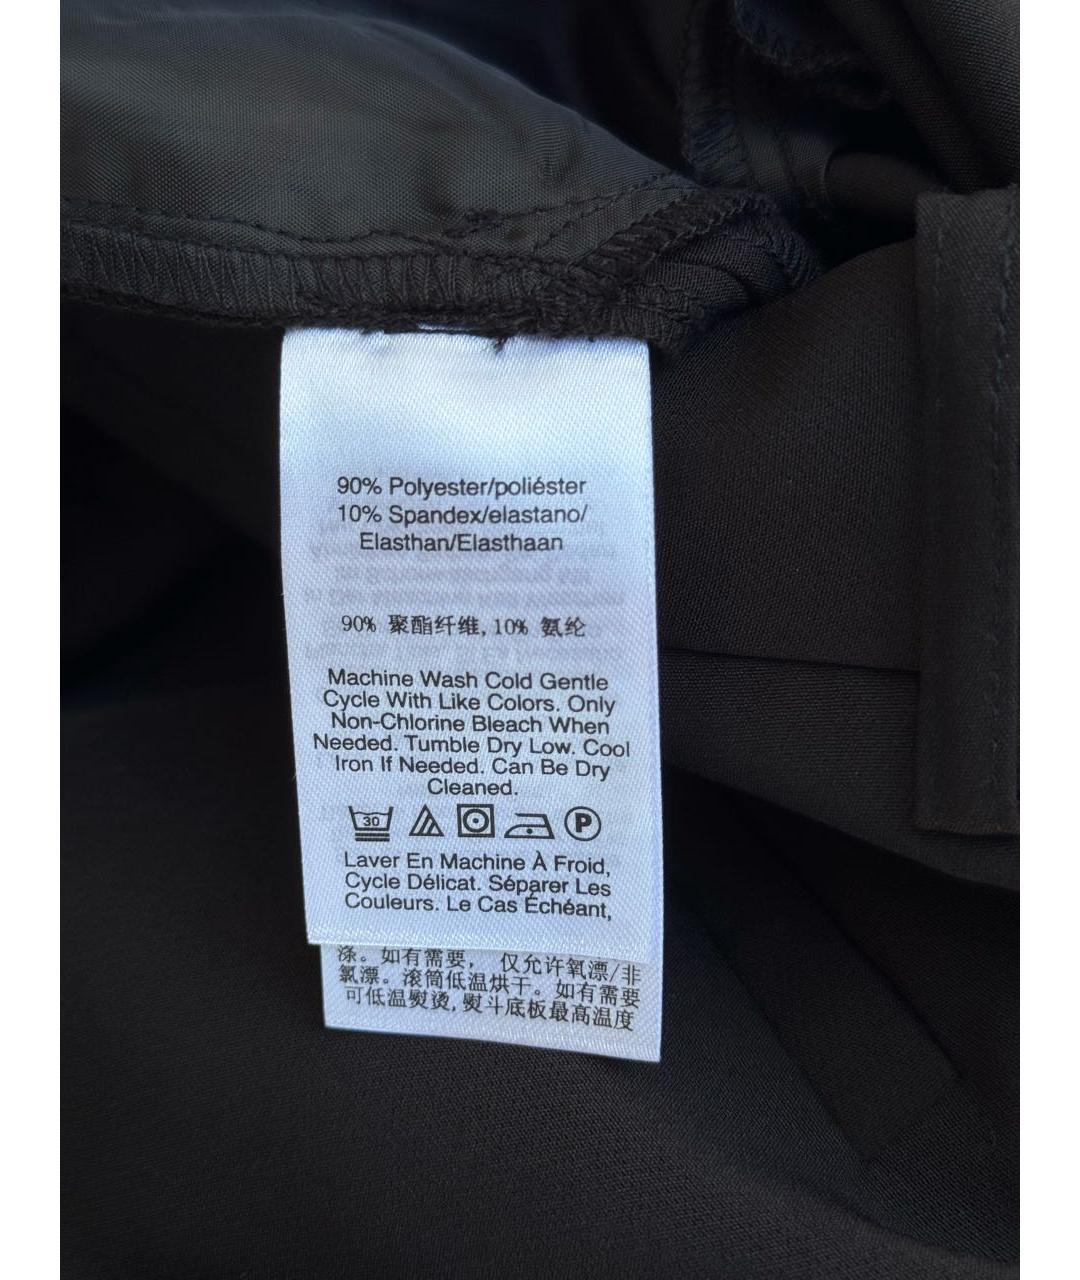 90% Polyester/poliéster
10% Spandex/elastano/
Elasthan/Elasthaan
90% 聚酯纤维, 10% 氨纶
Machine Wash Cold Gentle
Cycle With Like Colors. Only
Non-Chlorine Bleach When
Needed. Tumble Dry Low. Cool
Iron If Needed. Can Be Dry
Cleaned.
30 P
Laver En Machine À Froid,
Cycle Délicat. Séparer Les
Couleurs. Le Cas Échéant,
涤。如有需要， 仅允许氧漂/非
氯漂。滚筒低温烘干。如有需要
可低温熨烫,熨斗底板最高温度